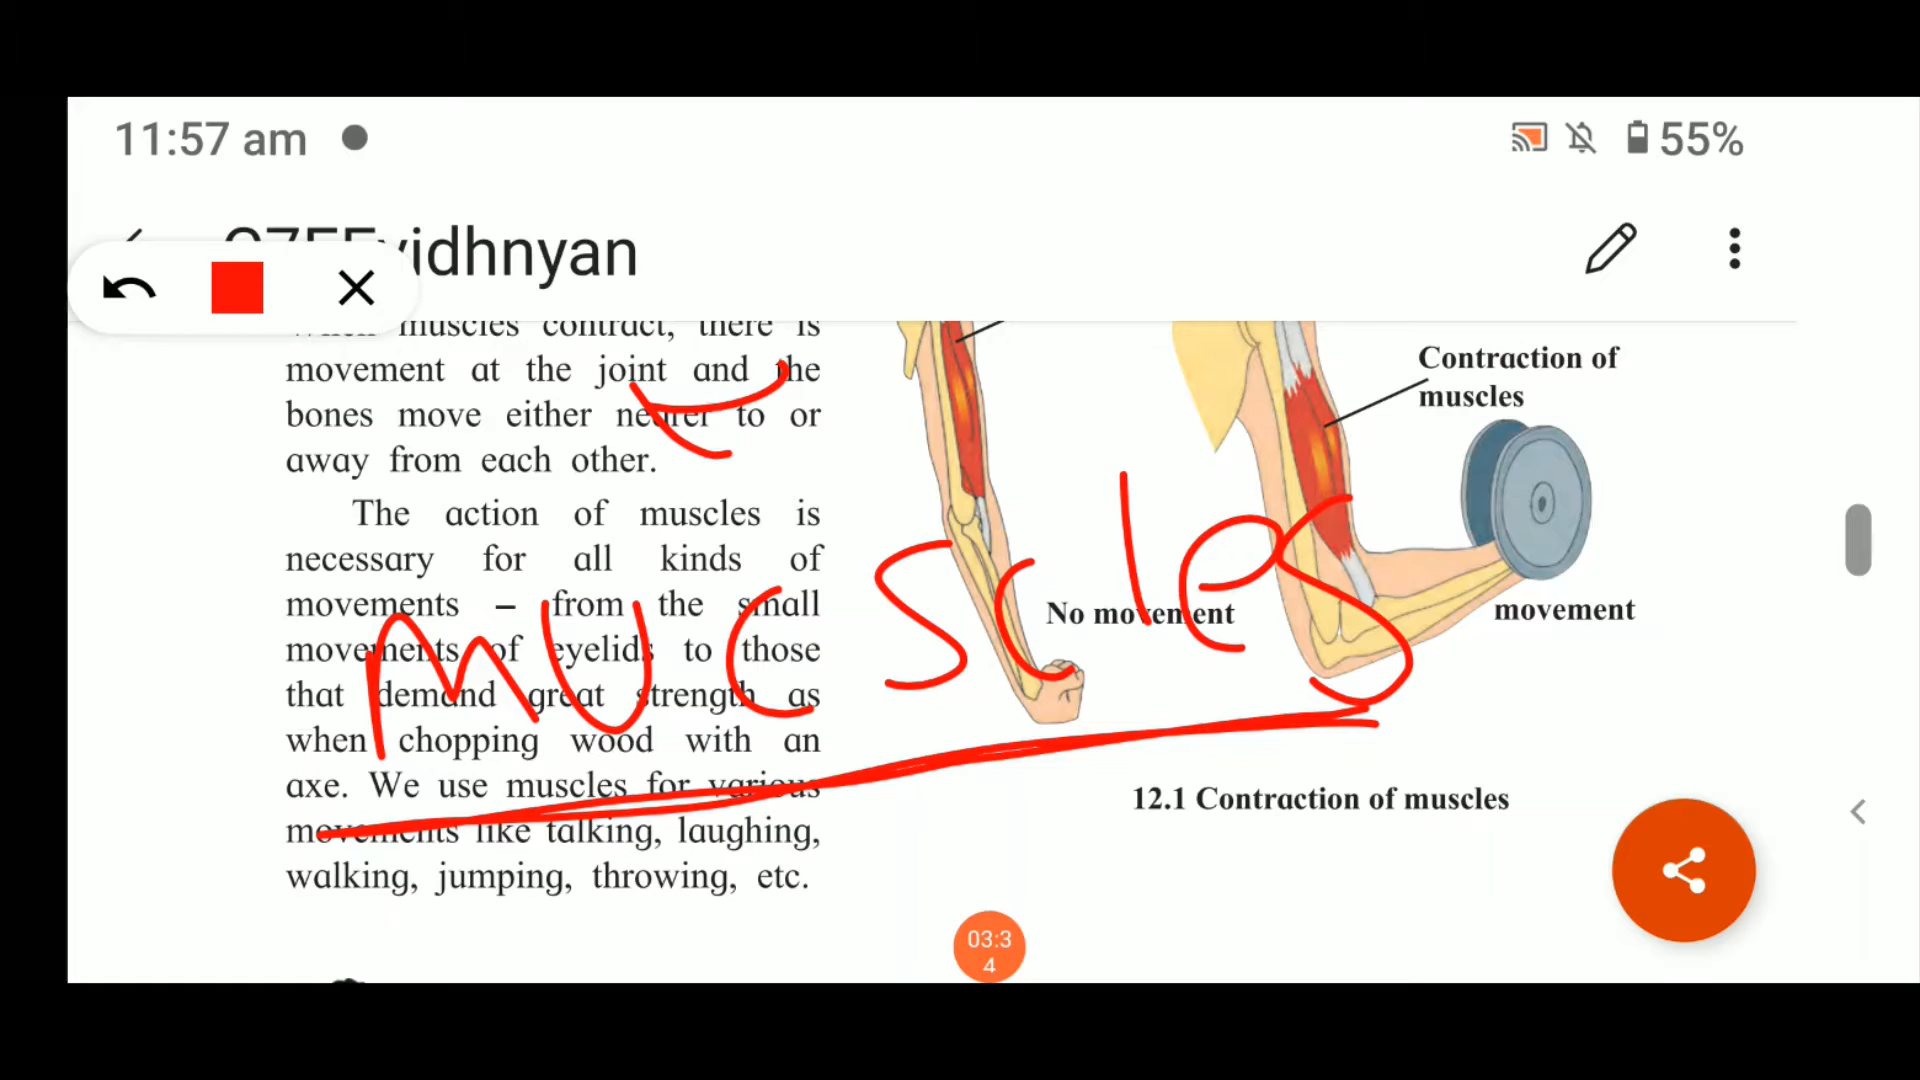 11:57 am
55%
vidhnyan
When muscles contract, there is
movement at the joint and the
bones move either nearer to or
away from each other.
The action of muscles is
necessary for all kinds of
movements – from the small
movements of eyelids to those
that demand great strength as
when chopping wood with an
axe. We use muscles for various
movements like talking, laughing,
walking, jumping, throwing, etc.
Contraction of
muscles
No movement
movement
12.1 Contraction of muscles
mucscles
03:3
4